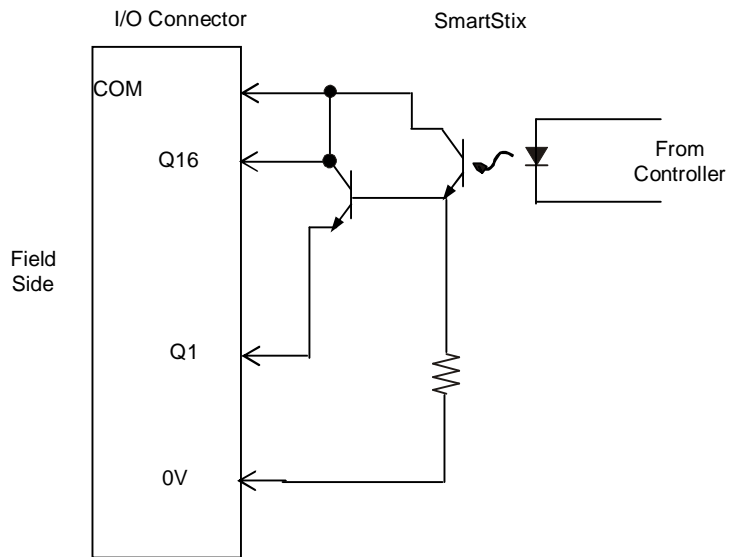 I/O Connector
SmartStix
COM
Q16
From
Controller
Field
Side
Q1
0V